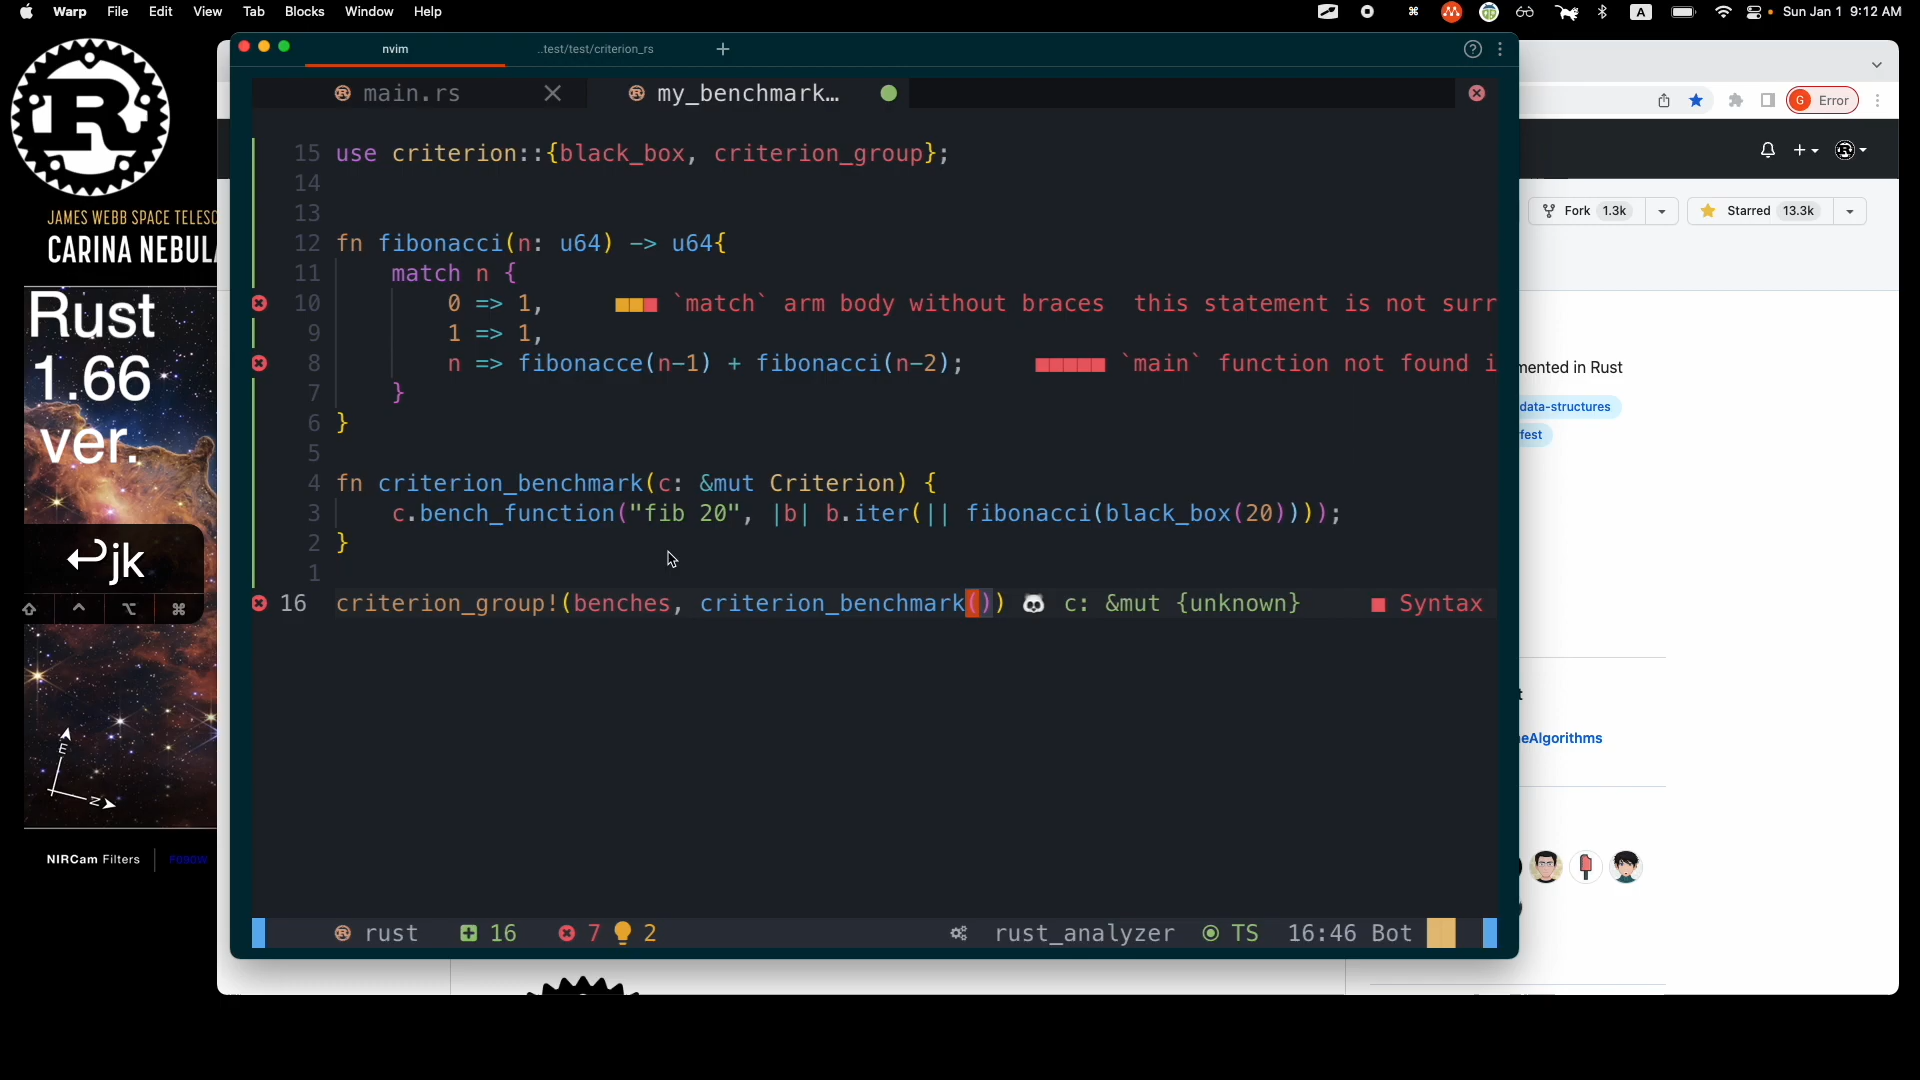 Warp File Edit View Tab Blocks Window Help
A Sun Jan 1 9:12 AM
JAMES WEBB SPACE TELESC
CARINA NEBULA
Rust
1.66
ver.
jk
E
N
NIRCam Filters
F090W
nvim
..test/test/criterion_rs
main.rs
my_benchmark…
15 use criterion::{black_box, criterion_group};
14
13
12 fn fibonacci(n: u64) -> u64{
11 match n {
10 0 => 1, `match` arm body without braces this statement is not surr
9 1 => 1,
8 n => fibonacce(n-1) + fibonacci(n-2); `main` function not found i
7 }
6 }
5
4 fn criterion_benchmark(c: &mut Criterion) {
3 c.bench_function("fib 20", |b| b.iter(|| fibonacci(black_box(20))));
2 }
1
16 criterion_group!(benches, criterion_benchmark()) 🐼 c: &mut {unknown} Syntax
rust 16 7 2 rust_analyzer TS 16:46 Bot
G Error
Fork 1.3k
Starred 13.3k
mented in Rust
data-structures
fest
t
eAlgorithms